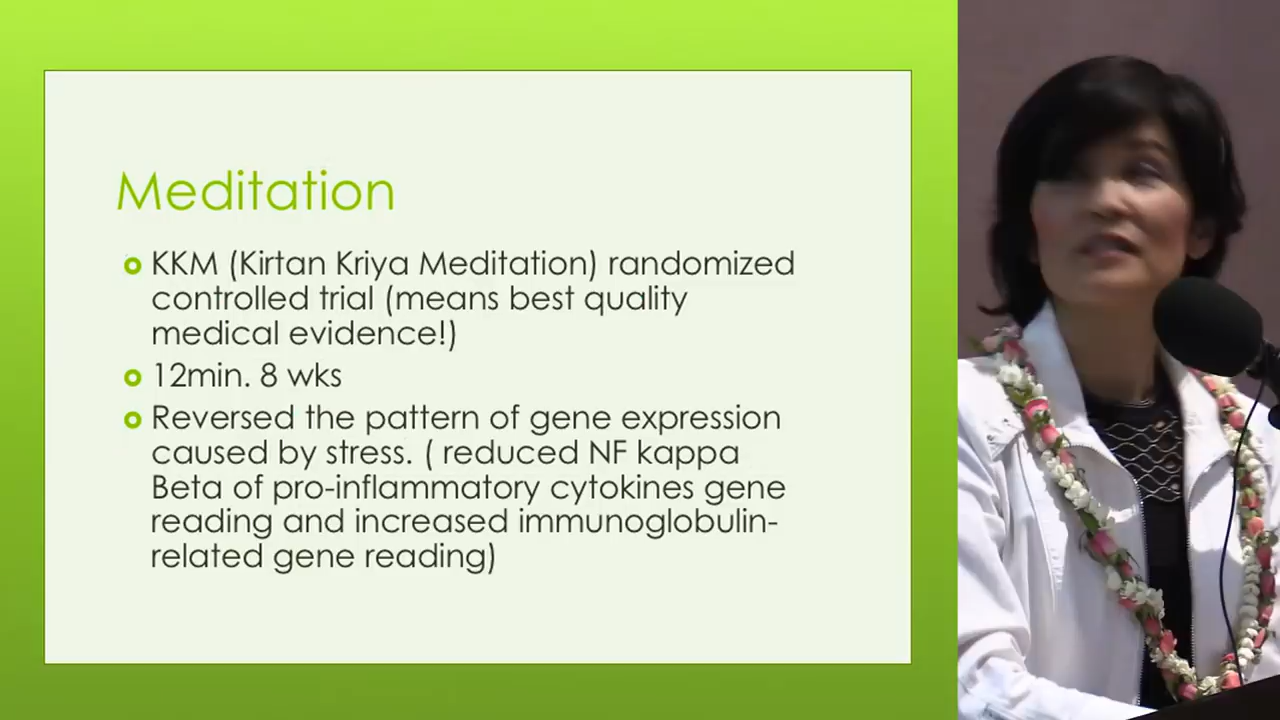 Meditation
KKM (Kirtan Kriya Meditation) randomized
controlled trial (means best quality
medical evidence!)
12min. 8 wks
Reversed the pattern of gene expression
caused by stress. ( reduced NF kappa
Beta of pro-inflammatory cytokines gene
reading and increased immunoglobulin-
related gene reading)